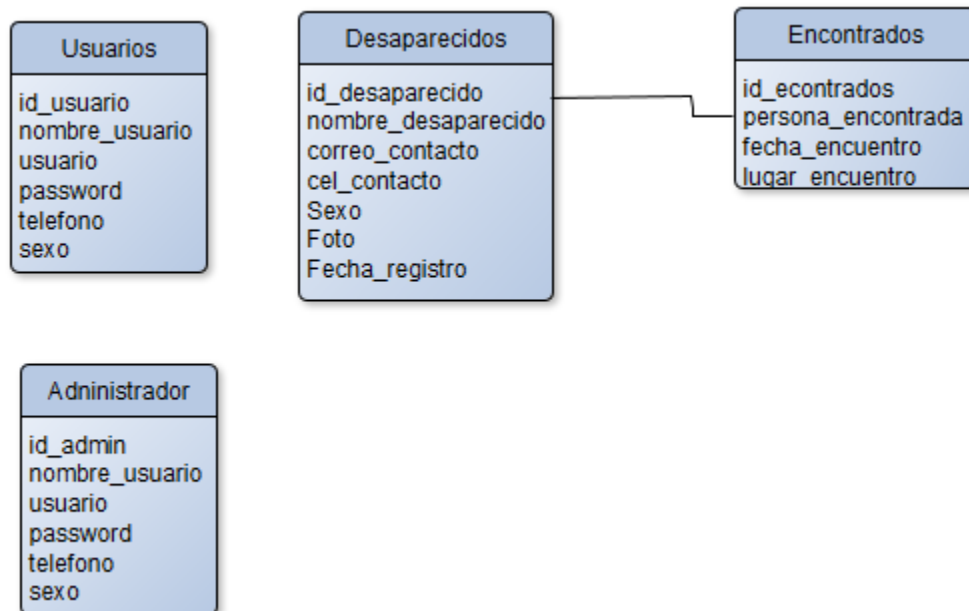 Usuarios
id_usuario
nombre_usuario
usuario
password
telefono
sexo
Desaparecidos
id_desaparecido
nombre_desaparecido
correo_contacto
cel_contacto
Sexo
Foto
Fecha_registro
Encontrados
id_econtrados
persona_encontrada
fecha_encuentro
lugar_encuentro
Adninistrador
id_admin
nombre_usuario
usuario
password
telefono
sexo